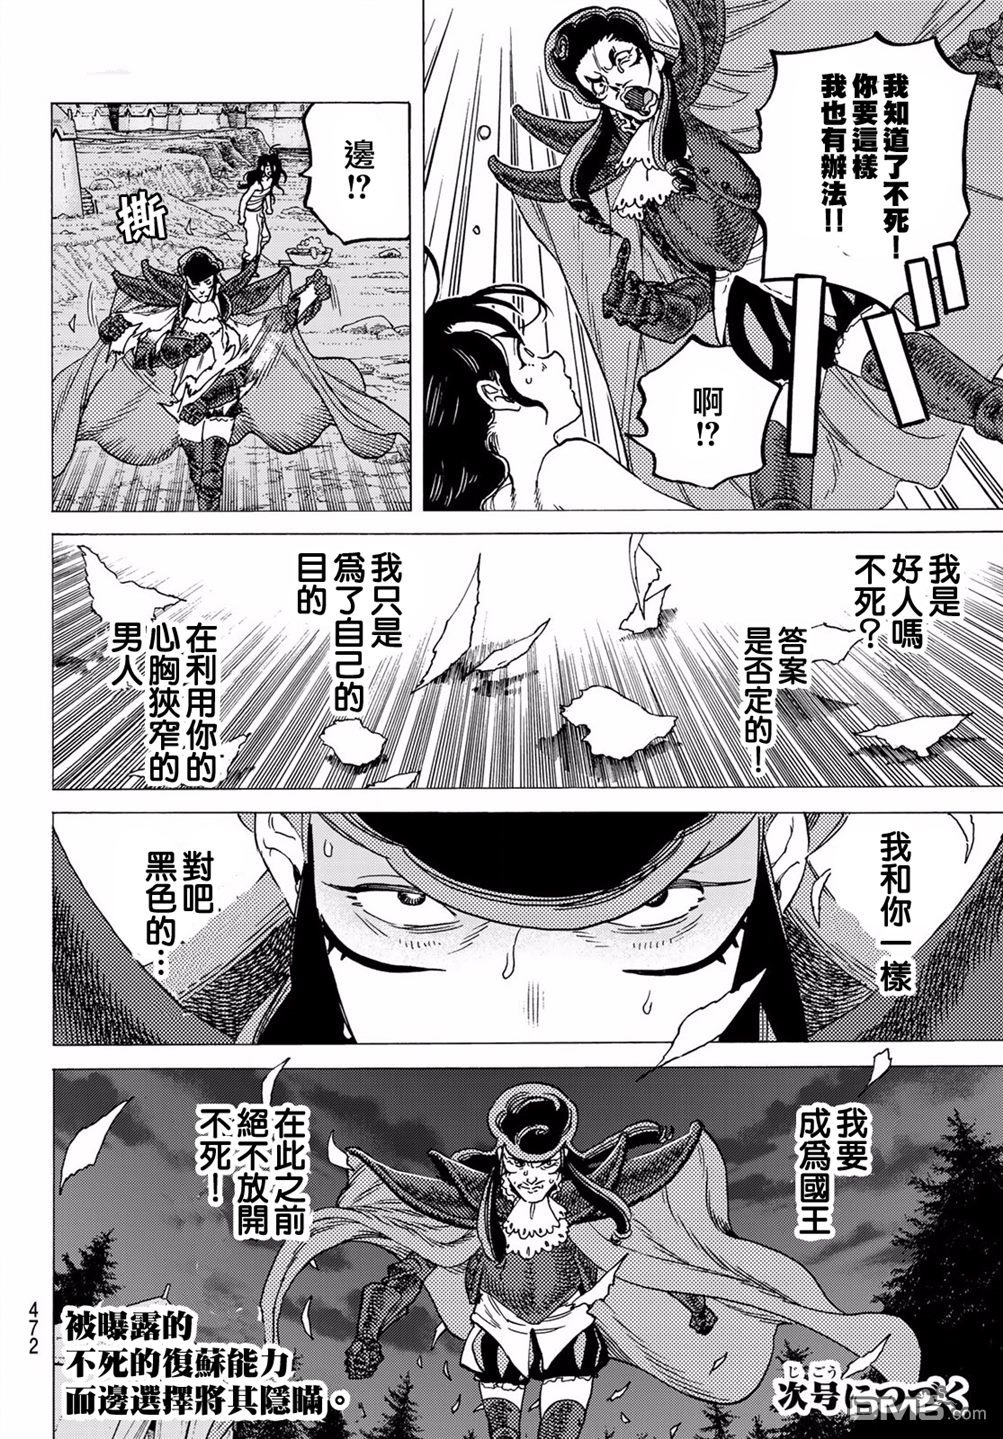 我知道了不死！
你要這樣
我也有辦法!!
啊!?
邊!?
撕
我是
好人嗎
不死？
答案
是否定的！
我只是
為了自己的
目的
在利用你的
心胸狹窄的
男人
我和你一樣
對吧
黑色的…
我要
成為國王
在此之前
絕不放開
不死！
被曝露的
不死的復蘇能力
而邊選擇將其隱瞞。
じごう
次号につづく
472